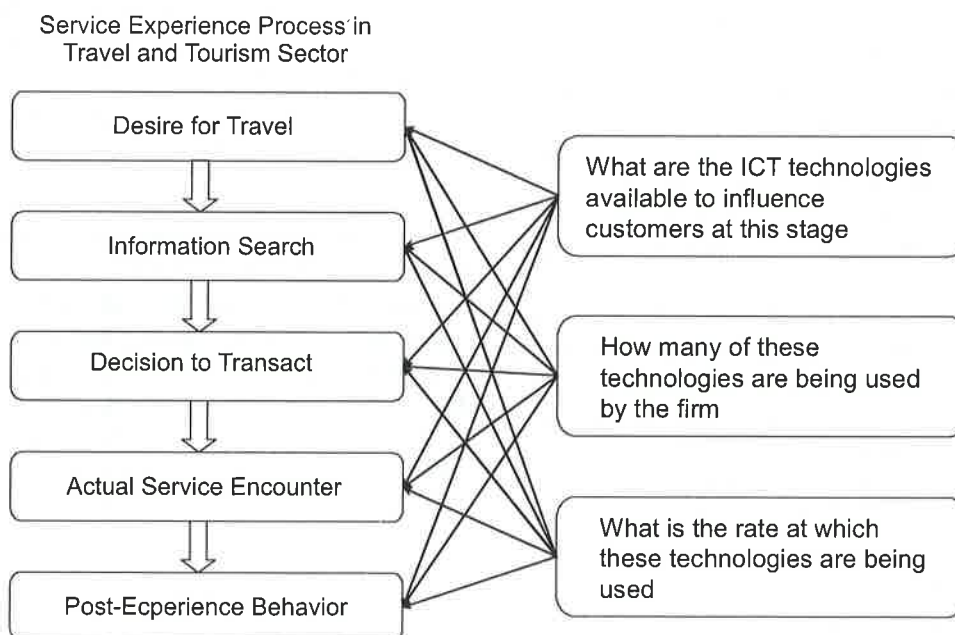 Service Experience Process in
Travel and Tourism Sector
Desire for Travel
Information Search
Decision to Transact
Actual Service Encounter
Post-Ecperience Behavior
What are the ICT technologies
available to influence
customers at this stage
How many of these
technologies are being used
by the firm
What is the rate at which
these technologies are being
used